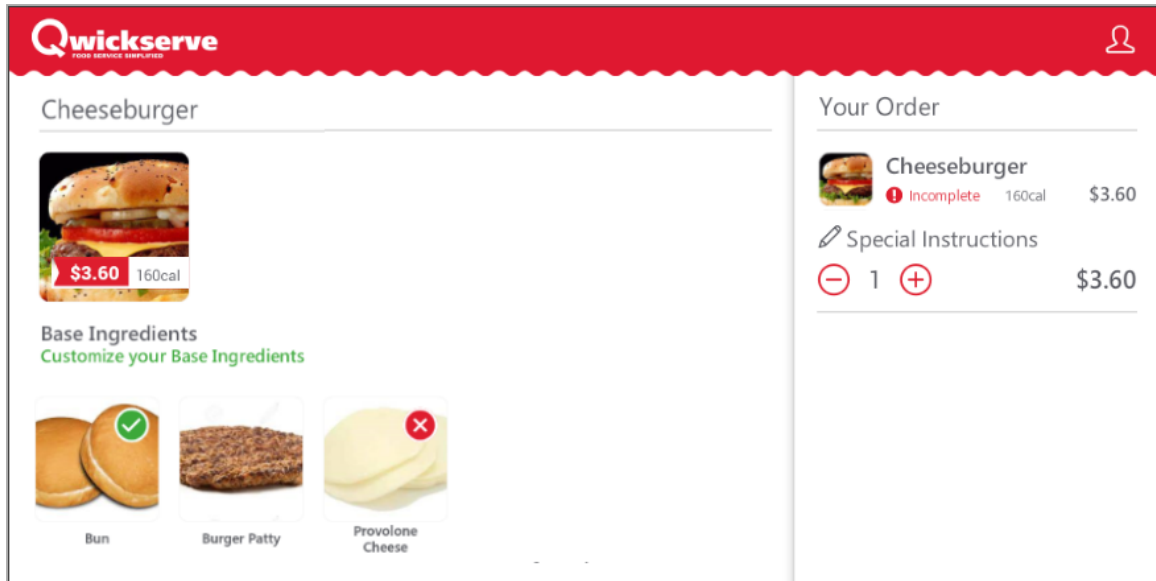 Qwickserve
FOOD SERVICE SIMPLIFIED
Cheeseburger
$3.60 160cal
Base Ingredients
Customize your Base Ingredients
Bun
Burger Patty
Provolone
Cheese
Your Order
Cheeseburger
Incomplete 160cal $3.60
Special Instructions
1 $3.60